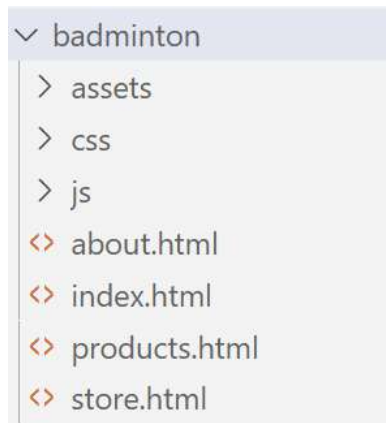 badminton
assets
css
js
about.html
index.html
products.html
store.html